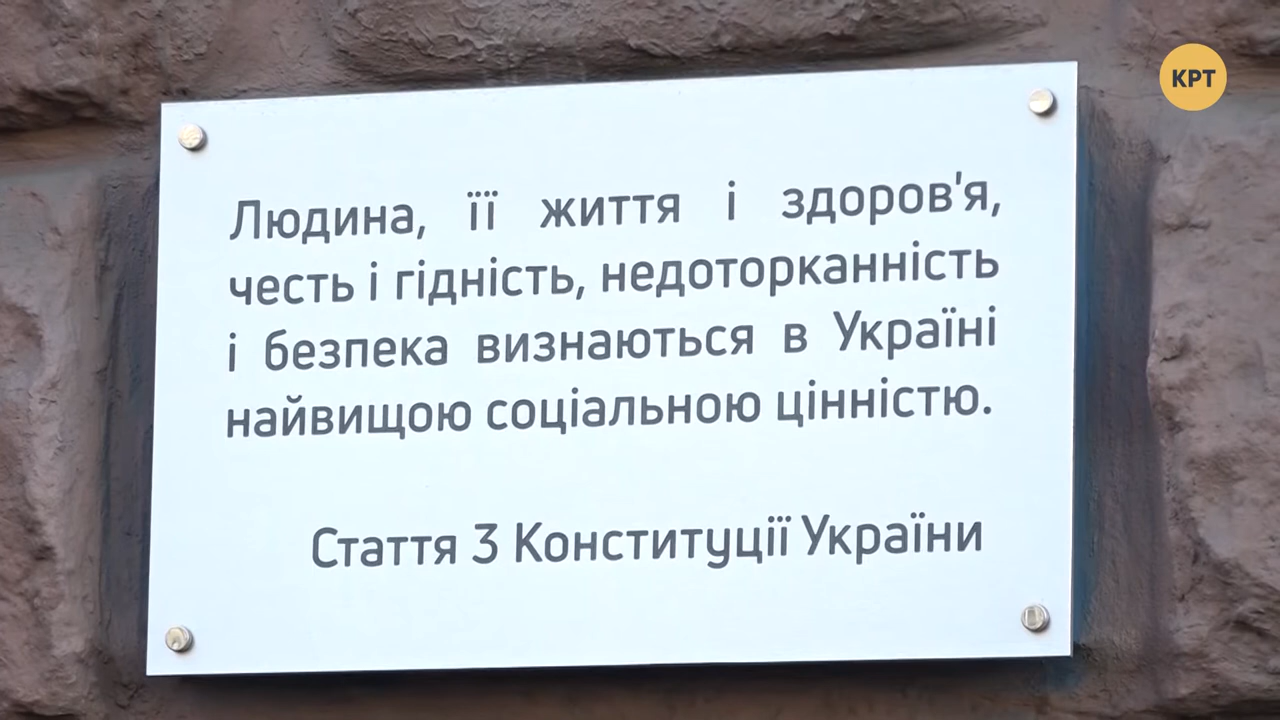 КРТ
Людина, її життя і здоров'я,
честь і гідність, недоторканність
і безпека визнаються в Україні
найвищою соціальною цінністю.
Стаття 3 Конституції України